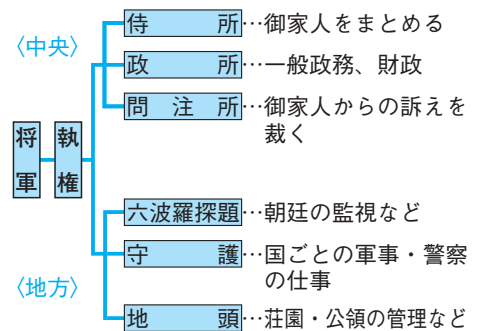 〈中央〉
将軍
執権
侍所…御家人をまとめる
政所…一般政務、財政
問注所…御家人からの訴えを
裁く
六波羅探題…朝廷の監視など
守護…国ごとの軍事・警察
の仕事
〈地方〉
地頭…荘園・公領の管理など